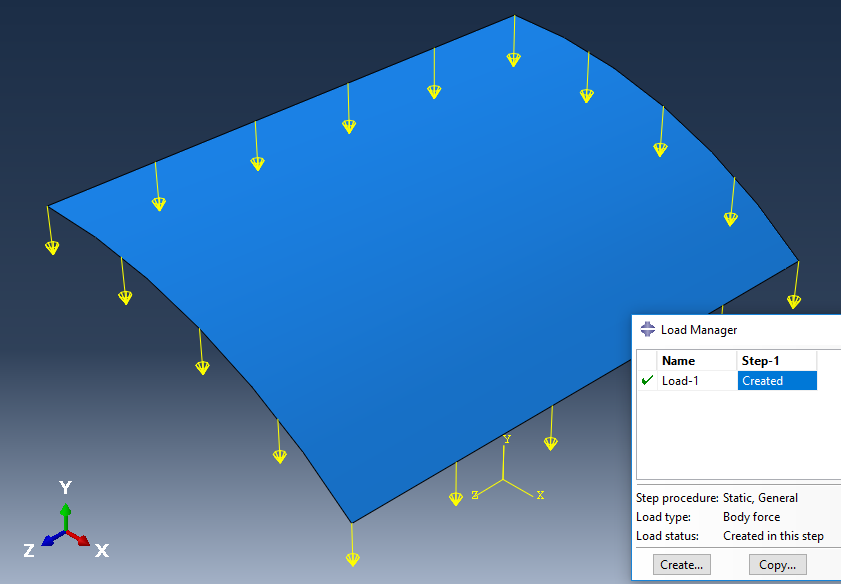 Load Manager
Name Step-1
Load-1 Created
Step procedure: Static, General
Load type: Body force
Load status: Created in this step
Create... Copy...
Y
Z X
Y
Z X